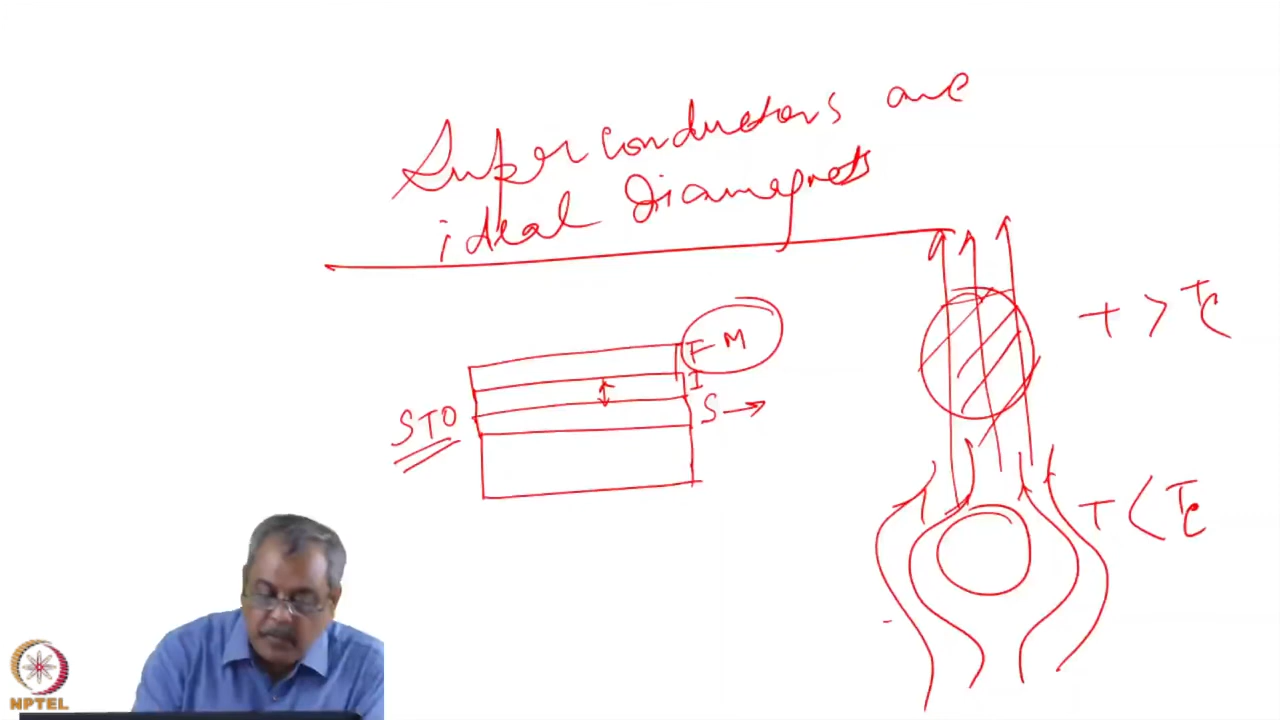 Superconductors are
ideal Diamagnets
T > Tc
FM
I
S
STO
T < Tc
NPTEL